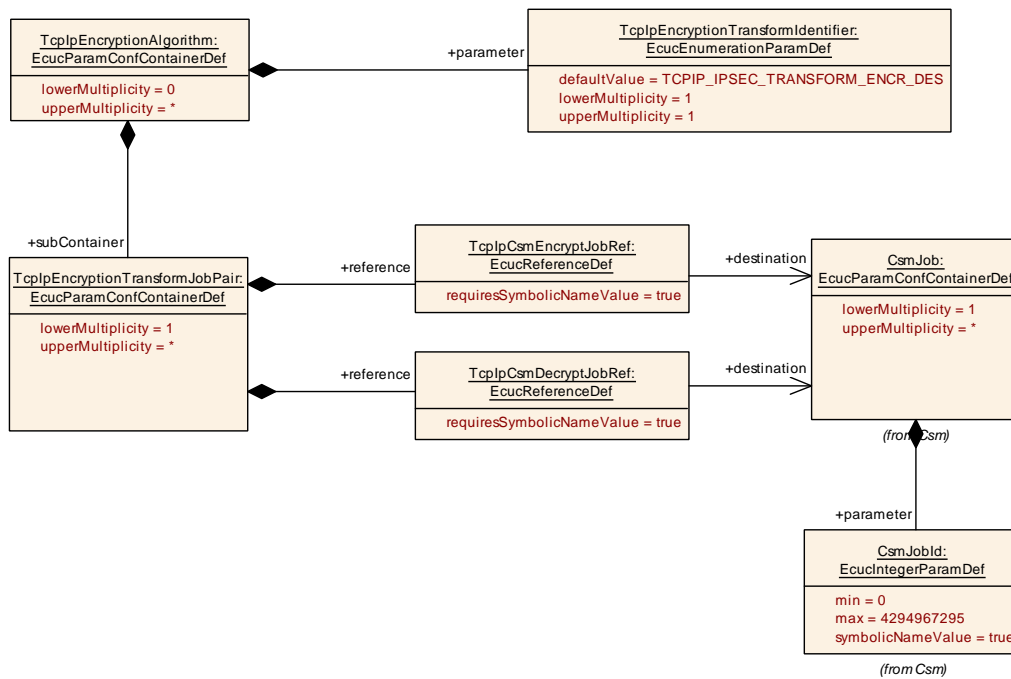 TcpIpEncryptionAlgorithm:
EcucParamConfContainerDef
lowerMultiplicity = 0
upperMultiplicity = *
+parameter
TcpIpEncryptionTransformIdentifier:
EcucEnumerationParamDef
defaultValue = TCPIP_IPSEC_TRANSFORM_ENCR_DES
lowerMultiplicity = 1
upperMultiplicity = 1
+subContainer
TcpIpEncryptionTransformJobPair:
EcucParamConfContainerDef
lowerMultiplicity = 1
upperMultiplicity = *
+reference
TcpIpCsmEncryptJobRef:
EcucReferenceDef
requiresSymbolicNameValue = true
+destination
CsmJob:
EcucParamConfContainerDef
lowerMultiplicity = 1
upperMultiplicity = *
(from Csm)
+reference
TcpIpCsmDecryptJobRef:
EcucReferenceDef
requiresSymbolicNameValue = true
+destination
+parameter
CsmJobId:
EcucIntegerParamDef
min = 0
max = 4294967295
symbolicNameValue = true
(from Csm)